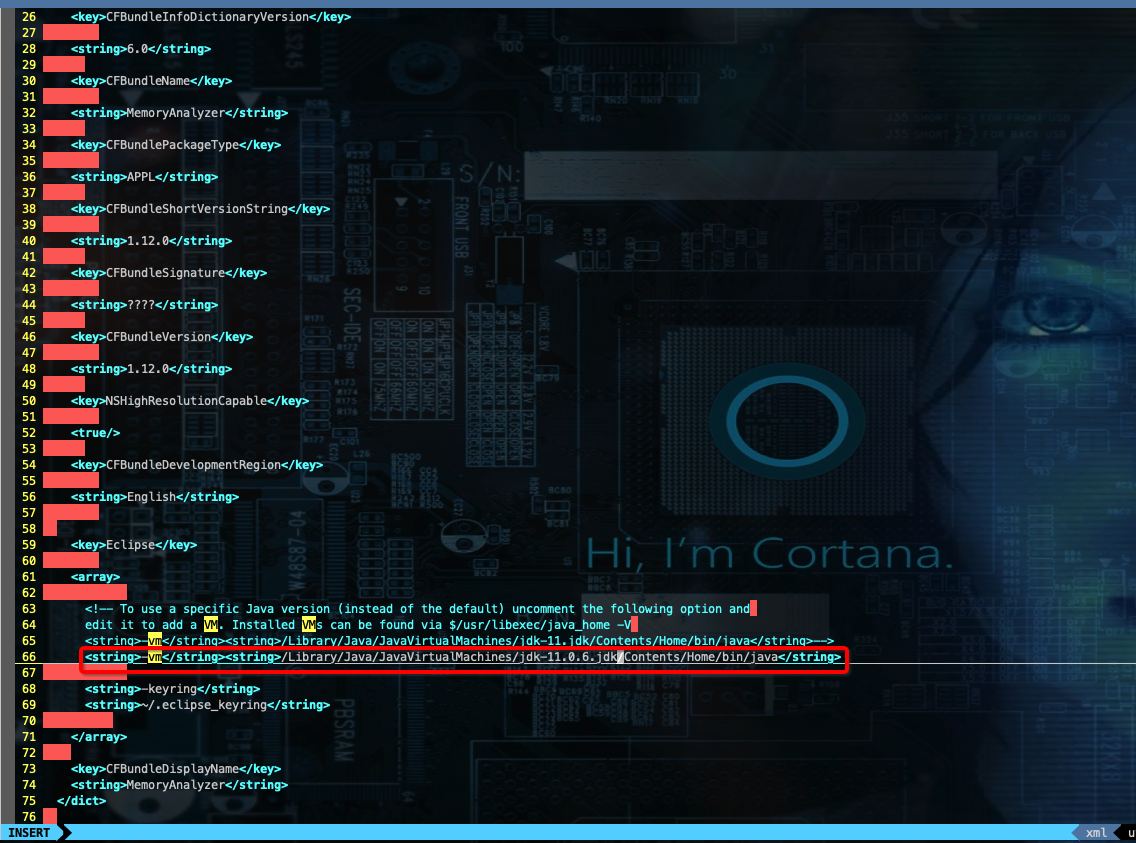 26 <key>CFBundleInfoDictionaryVersion</key>
27
28 <string>6.0</string>
29
30 <key>CFBundleName</key>
31
32 <string>MemoryAnalyzer</string>
33
34 <key>CFBundlePackageType</key>
35
36 <string>APPL</string>
37
38 <key>CFBundleShortVersionString</key>
39
40 <string>1.12.0</string>
41
42 <key>CFBundleSignature</key>
43
44 <string>????</string>
45
46 <key>CFBundleVersion</key>
47
48 <string>1.12.0</string>
49
50 <key>NSHighResolutionCapable</key>
51
52 <true/>
53
54 <key>CFBundleDevelopmentRegion</key>
55
56 <string>English</string>
57
58
59 <key>Eclipse</key>
60
61 <array>
62
63 <!-- To use a specific Java version (instead of the default) uncomment the following option and
64 edit it to add a VM. Installed VMs can be found via $/usr/libexec/java_home -V
65 <string>-vm</string><string>/Library/Java/JavaVirtualMachines/jdk-11.jdk/Contents/Home/bin/java</string>-->
66 <string>-vm</string><string>/Library/Java/JavaVirtualMachines/jdk-11.0.6.jdk/Contents/Home/bin/java</string>
67
68 <string>-keyring</string>
69 <string>~/.eclipse_keyring</string>
70
71 </array>
72
73 <key>CFBundleDisplayName</key>
74 <string>MemoryAnalyzer</string>
75 </dict>
76
INSERT xml u
S/N:
FRONT USB
SEC-IDE
W48S87-04
PBSRAM
Hi, I'm Cortana.